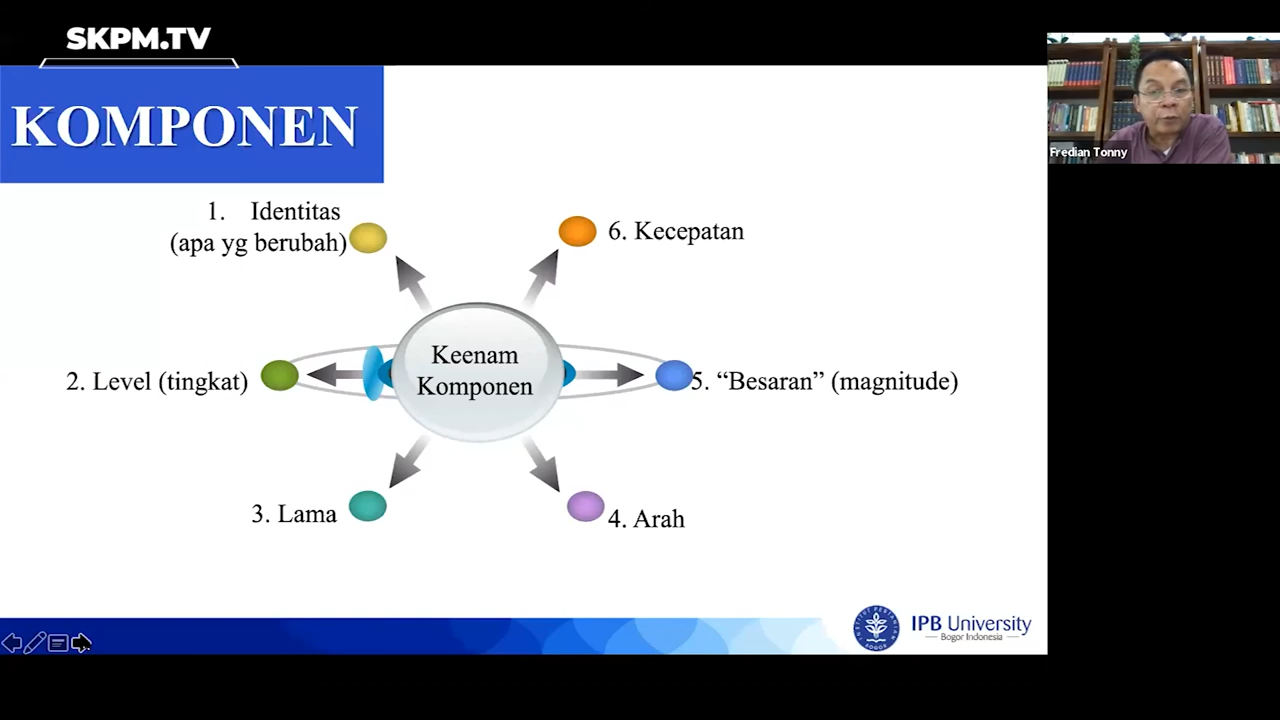 SKPM.TV
KOMPONEN
Fredian Tonny
1. Identitas
(apa yg berubah)
6. Kecepatan
Keenam
Komponen
2. Level (tingkat)
5. “Besaran” (magnitude)
3. Lama
4. Arah
IPB University
Bogor Indonesia